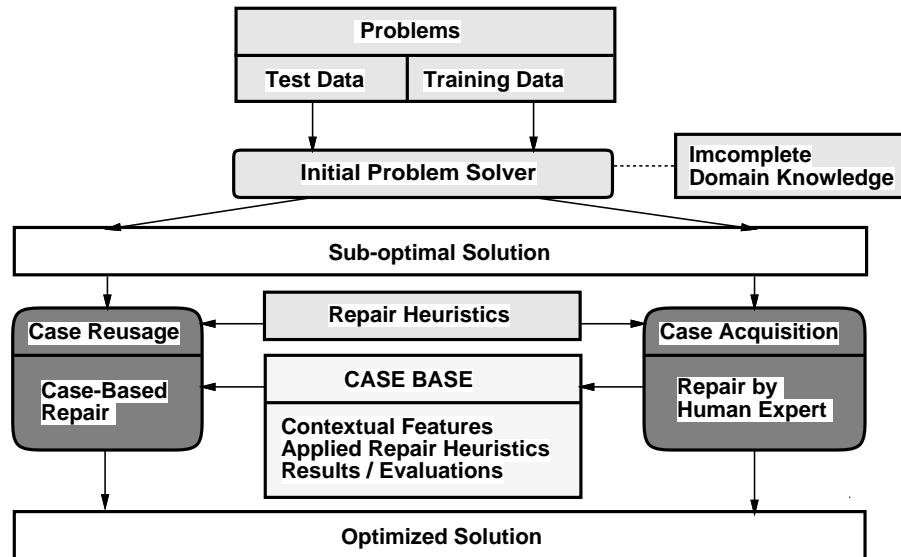 Problems
Test Data
Training Data
Initial Problem Solver
Imcomplete
Domain Knowledge
Sub-optimal Solution
Case Reusage
Repair Heuristics
Case Acquisition
Case-Based
Repair
CASE BASE
Contextual Features
Applied Repair Heuristics
Results / Evaluations
Repair by
Human Expert
Optimized Solution